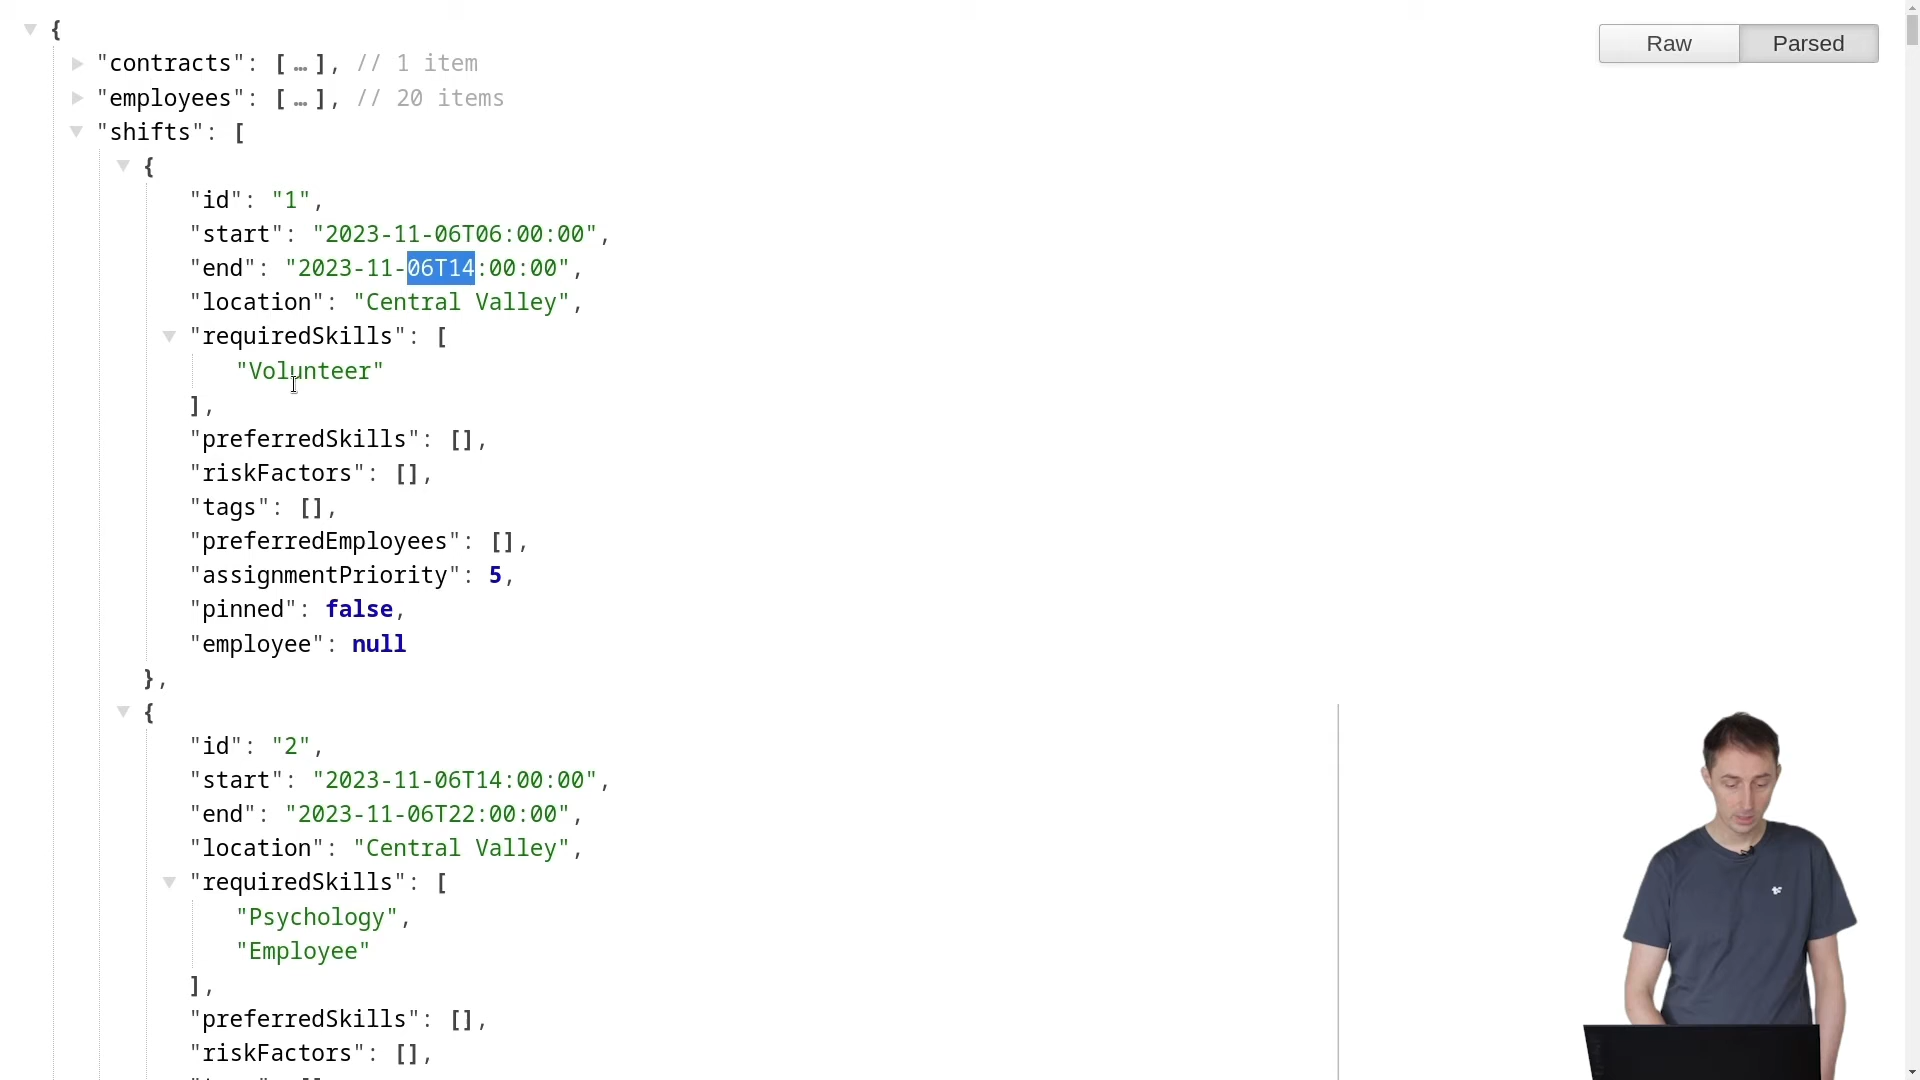 {
"contracts": [ … ], // 1 item
"employees": [ … ], // 20 items
"shifts": [
{
"id": "1",
"start": "2023-11-06T06:00:00",
"end": "2023-11-06T14:00:00",
"location": "Central Valley",
"requiredSkills": [
"Volunteer"
],
"preferredSkills": [],
"riskFactors": [],
"tags": [],
"preferredEmployees": [],
"assignmentPriority": 5,
"pinned": false,
"employee": null
},
{
"id": "2",
"start": "2023-11-06T14:00:00",
"end": "2023-11-06T22:00:00",
"location": "Central Valley",
"requiredSkills": [
"Psychology",
"Employee"
],
"preferredSkills": [],
"riskFactors": [],
Raw Parsed